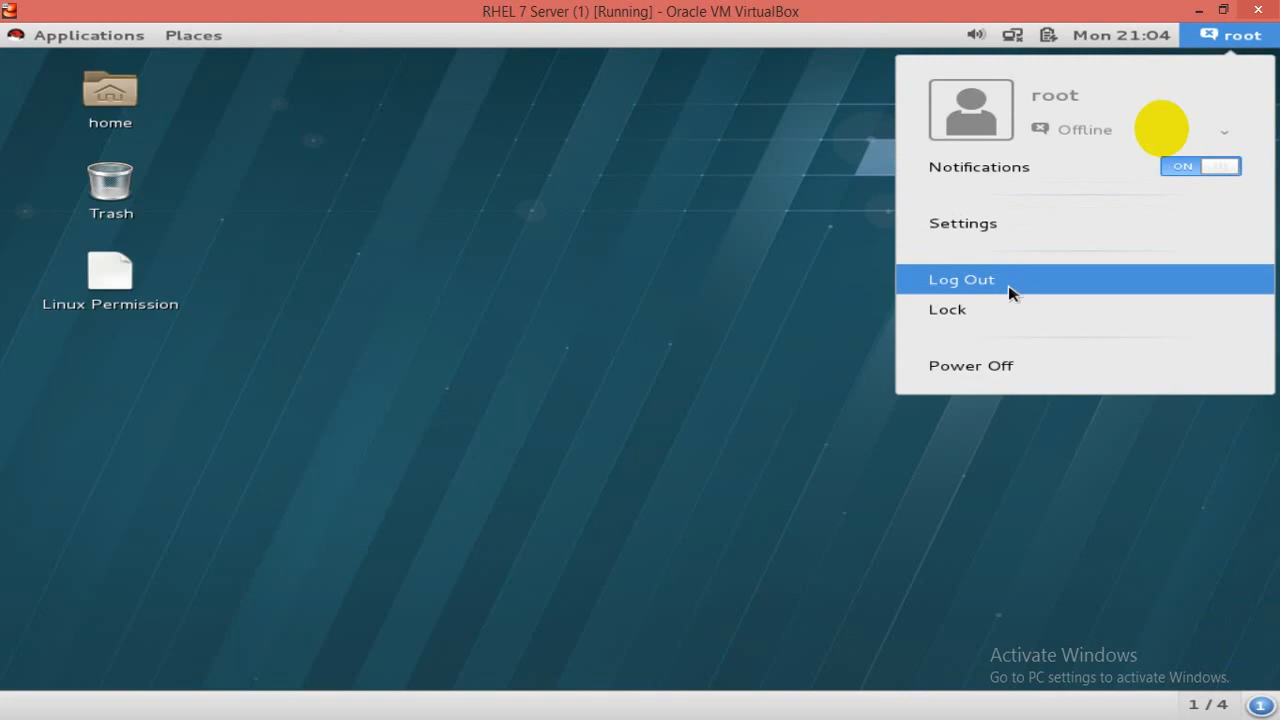 RHEL 7 Server (1) [Running] - Oracle VM VirtualBox
Applications Places Mon 21:04 root
home
Trash
Linux Permission
root
Offline
Notifications ON
Settings
Log Out
Lock
Power Off
Activate Windows
Go to PC settings to activate Windows.
1 / 4 1